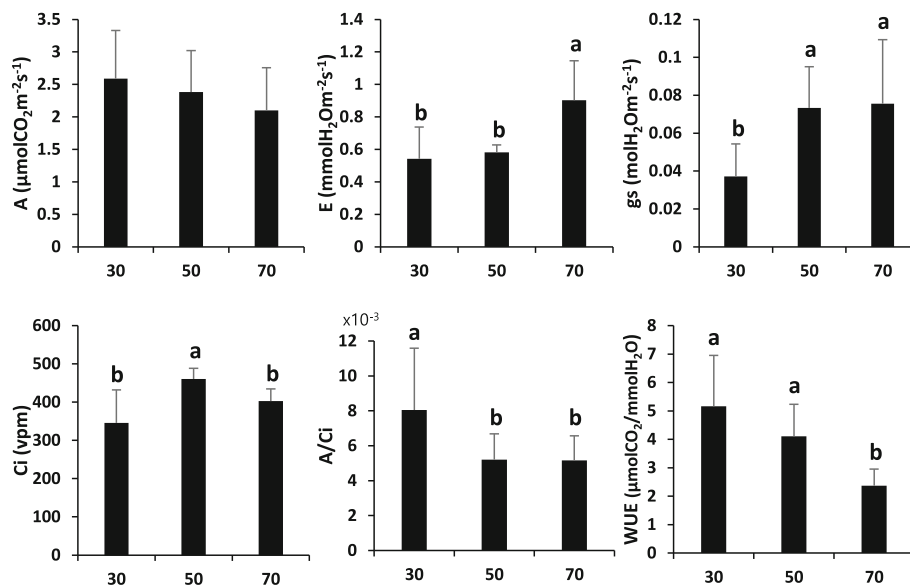 A (μmolCO₂m⁻²s⁻¹)
3.5
3
2.5
2
1.5
1
0.5
0
30 50 70
E (mmolH₂Om⁻²s⁻¹)
1.4
1.2
1
0.8
0.6
0.4
0.2
0
b b a
30 50 70
gs (molH₂Om⁻²s⁻¹)
0.12
0.1
0.08
0.06
0.04
0.02
0
b a a
30 50 70
Ci (vpm)
600
500
400
300
200
100
0
b a b
30 50 70
x10⁻³
A/Ci
12
10
8
6
4
2
0
a b b
30 50 70
WUE (μmolCO₂/mmolH₂O)
8
7
6
5
4
3
2
1
0
a a b
30 50 70